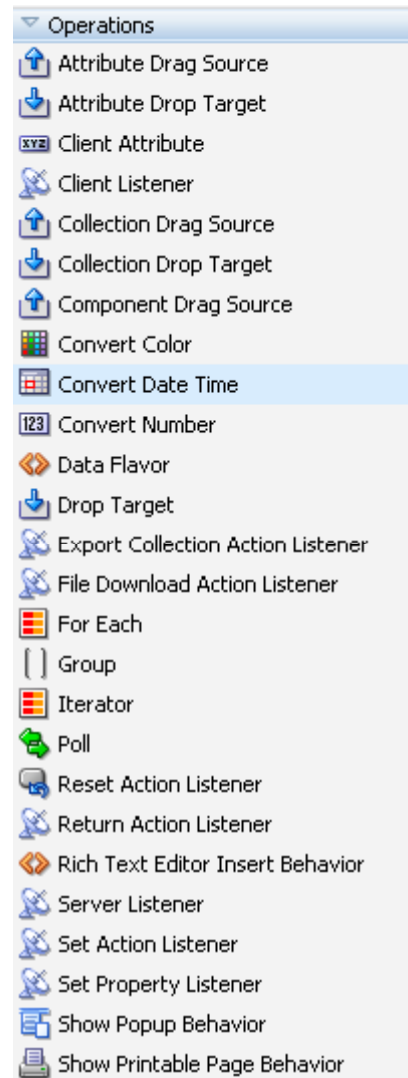 Operations
Attribute Drag Source
Attribute Drop Target
XYZ Client Attribute
Client Listener
Collection Drag Source
Collection Drop Target
Component Drag Source
Convert Color
Convert Date Time
123 Convert Number
Data Flavor
Drop Target
Export Collection Action Listener
File Download Action Listener
For Each
Group
Iterator
Poll
Reset Action Listener
Return Action Listener
Rich Text Editor Insert Behavior
Server Listener
Set Action Listener
Set Property Listener
Show Popup Behavior
Show Printable Page Behavior